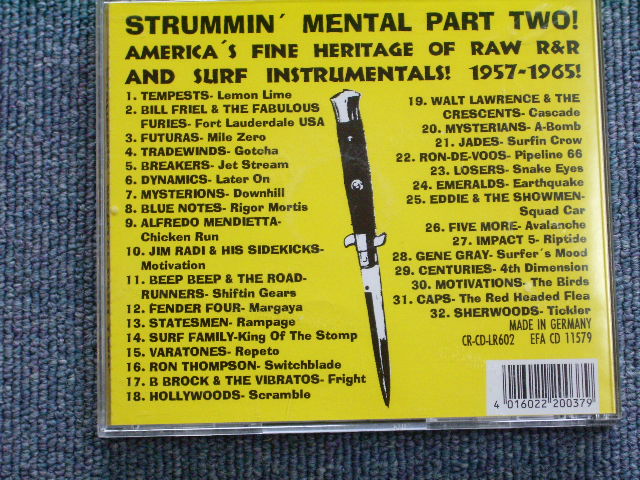 STRUMMIN´ MENTAL PART TWO!
AMERICA´S FINE HERITAGE OF RAW R&R
AND SURF INSTRUMENTALS! 1957-1965!
1. TEMPESTS- Lemon Lime
2. BILL FRIEL & THE FABULOUS
FURIES- Fort Lauderdale USA
3. FUTURAS- Mile Zero
4. TRADEWINDS- Gotcha
5. BREAKERS- Jet Stream
6. DYNAMICS- Later On
7. MYSTERIONS- Downhill
8. BLUE NOTES- Rigor Mortis
9. ALFREDO MENDIETTA-
Chicken Run
10. JIM RADI & HIS SIDEKICKS-
Motivation
11. BEEP BEEP & THE ROAD-
RUNNERS- Shiftin Gears
12. FENDER FOUR- Margaya
13. STATESMEN- Rampage
14. SURF FAMILY-King Of The Stomp
15. VARATONES- Repeto
16. RON THOMPSON- Switchblade
17. B BROCK & THE VIBRATOS- Fright
18. HOLLYWOODS- Scramble
19. WALT LAWRENCE & THE
CRESCENTS- Cascade
20. MYSTERIANS- A-Bomb
21. JADES- Surfin Crow
22. RON-DE-VOOS- Pipeline 66
23. LOSERS- Snake Eyes
24. EMERALDS- Earthquake
25. EDDIE & THE SHOWMEN-
Squad Car
26. FIVE MORE- Avalanche
27. IMPACT 5- Riptide
28. GENE GRAY- Surfer´s Mood
29. CENTURIES- 4th Dimension
30. MOTIVATIONS- The Birds
31. CAPS- The Red Headed Flea
32. SHERWOODS- Tickler
MADE IN GERMANY
CR-CD-LR602 EFA CD 11579
4 016022 200379